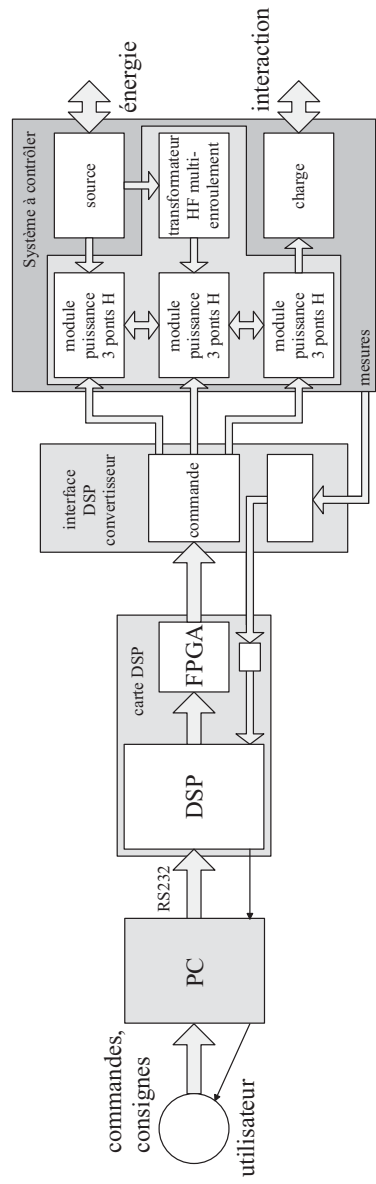 commandes,
consignes
utilisateur
PC
RS232
carte DSP
DSP
FPGA
interface
DSP
convertisseur
commande
Système à contrôler
module
puissance
3 ponts H
module
puissance
3 ponts H
module
puissance
3 ponts H
source
transformateur
HF multi-
enroulement
charge
mesures
énergie
interaction